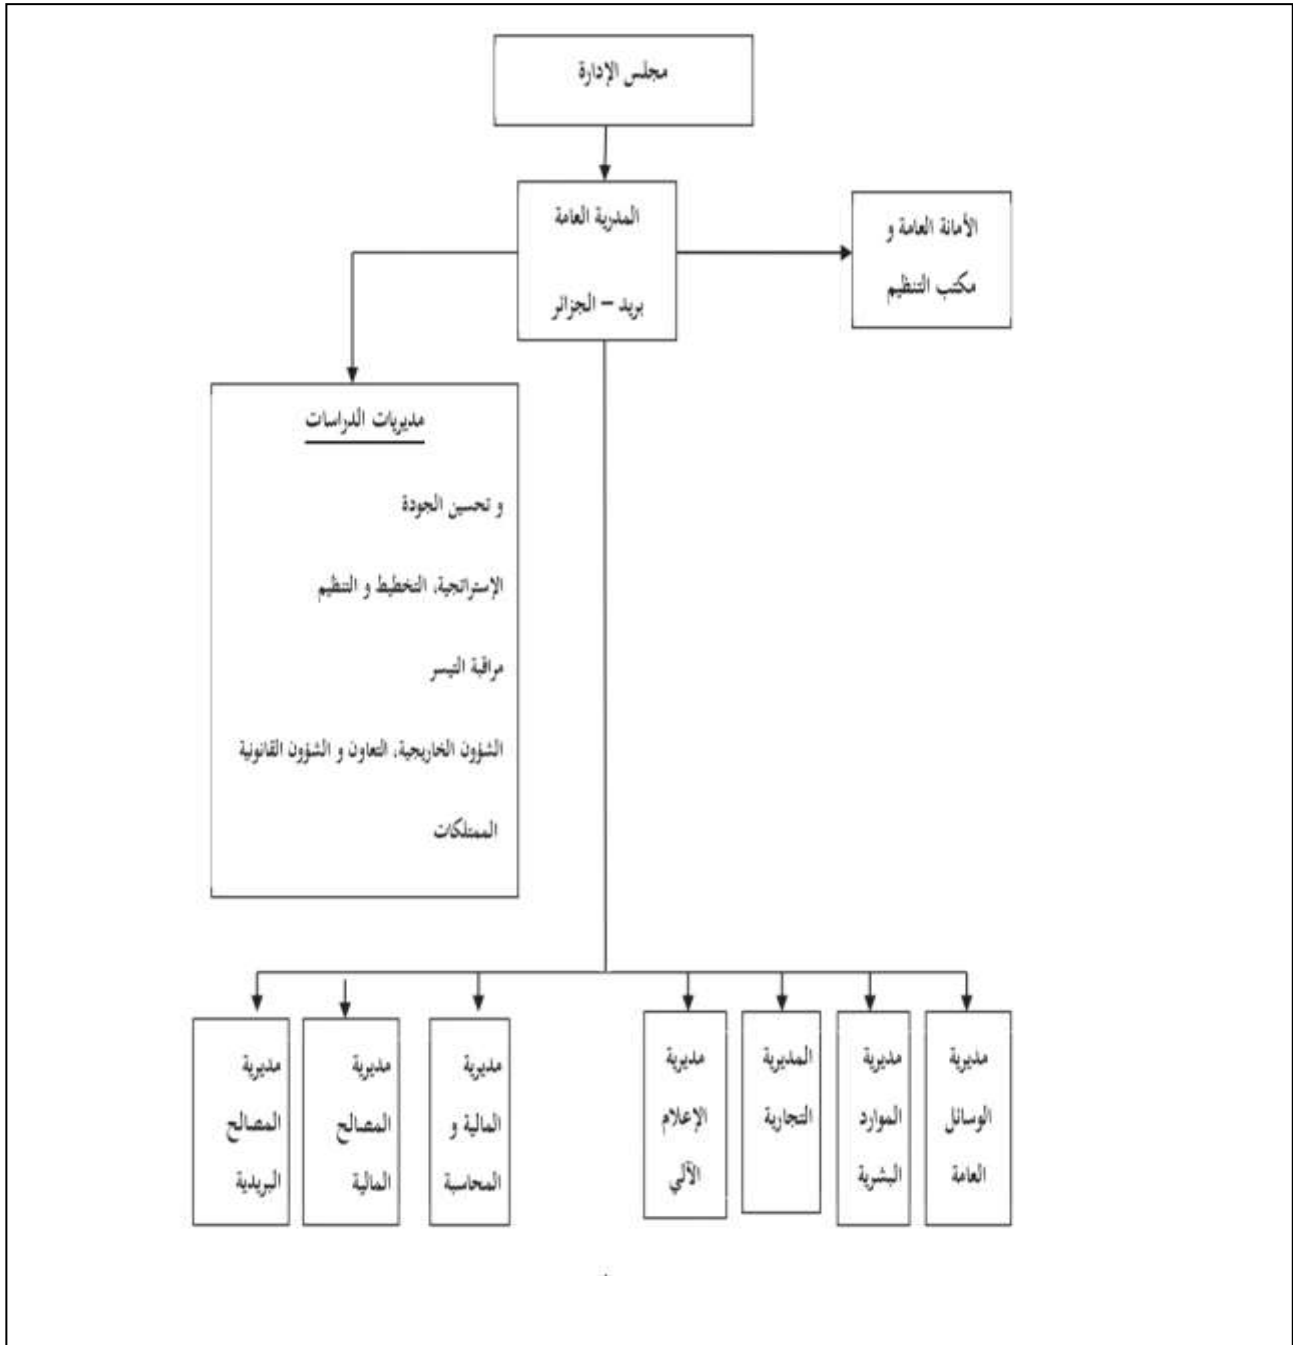 مجلس الإدارة
المدرية العامة
بريد – الجزائر
الأمانة العامة و
مكتب التنظيم
مديريات الدراسات
و تحسين الجودة
الإستراتجية، التخطيط و التنظيم
مراقبة التيسر
الشؤون الخاريجية، التعاون و الشؤون القانونية
الممتلكات
مديرية
الوسائل
العامة
مديرية
الموارد
البشرية
المديرية
التجارية
مديرية
الإعلام
الآلي
مديرية
المالية و
المحاسبة
مديرية
المصالح
المالية
مديرية
المصالح
البريدية